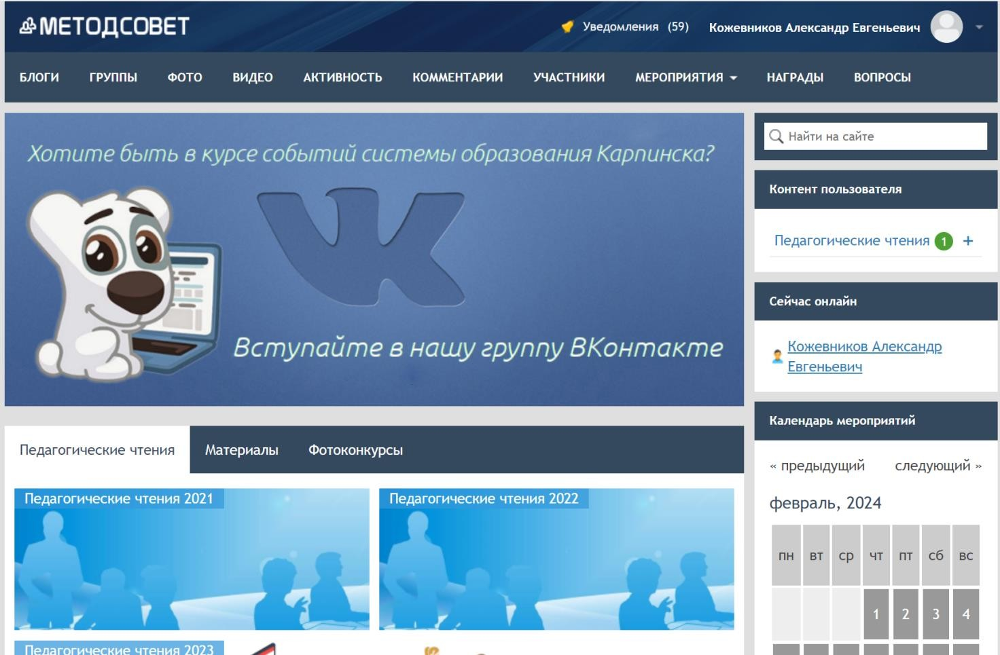 МЕТОДСОВЕТ
Уведомления (59)
Кожевников Александр Евгеньевич
БЛОГИ ГРУППЫ ФОТО ВИДЕО АКТИВНОСТЬ КОММЕНТАРИИ УЧАСТНИКИ МЕРОПРИЯТИЯ НАГРАДЫ ВОПРОСЫ
Хотите быть в курсе событий системы образования Карпинска?
Вступайте в нашу группу ВКонтакте
Найти на сайте
Контент пользователя
Педагогические чтения 1 +
Сейчас онлайн
Кожевников Александр
Евгеньевич
Календарь мероприятий
« предыдущий следующий »
февраль, 2024
пн вт ср чт пт сб вс
1 2 3 4
Педагогические чтения Материалы Фотоконкурсы
Педагогические чтения 2021
Педагогические чтения 2022
Педагогические чтения 2023